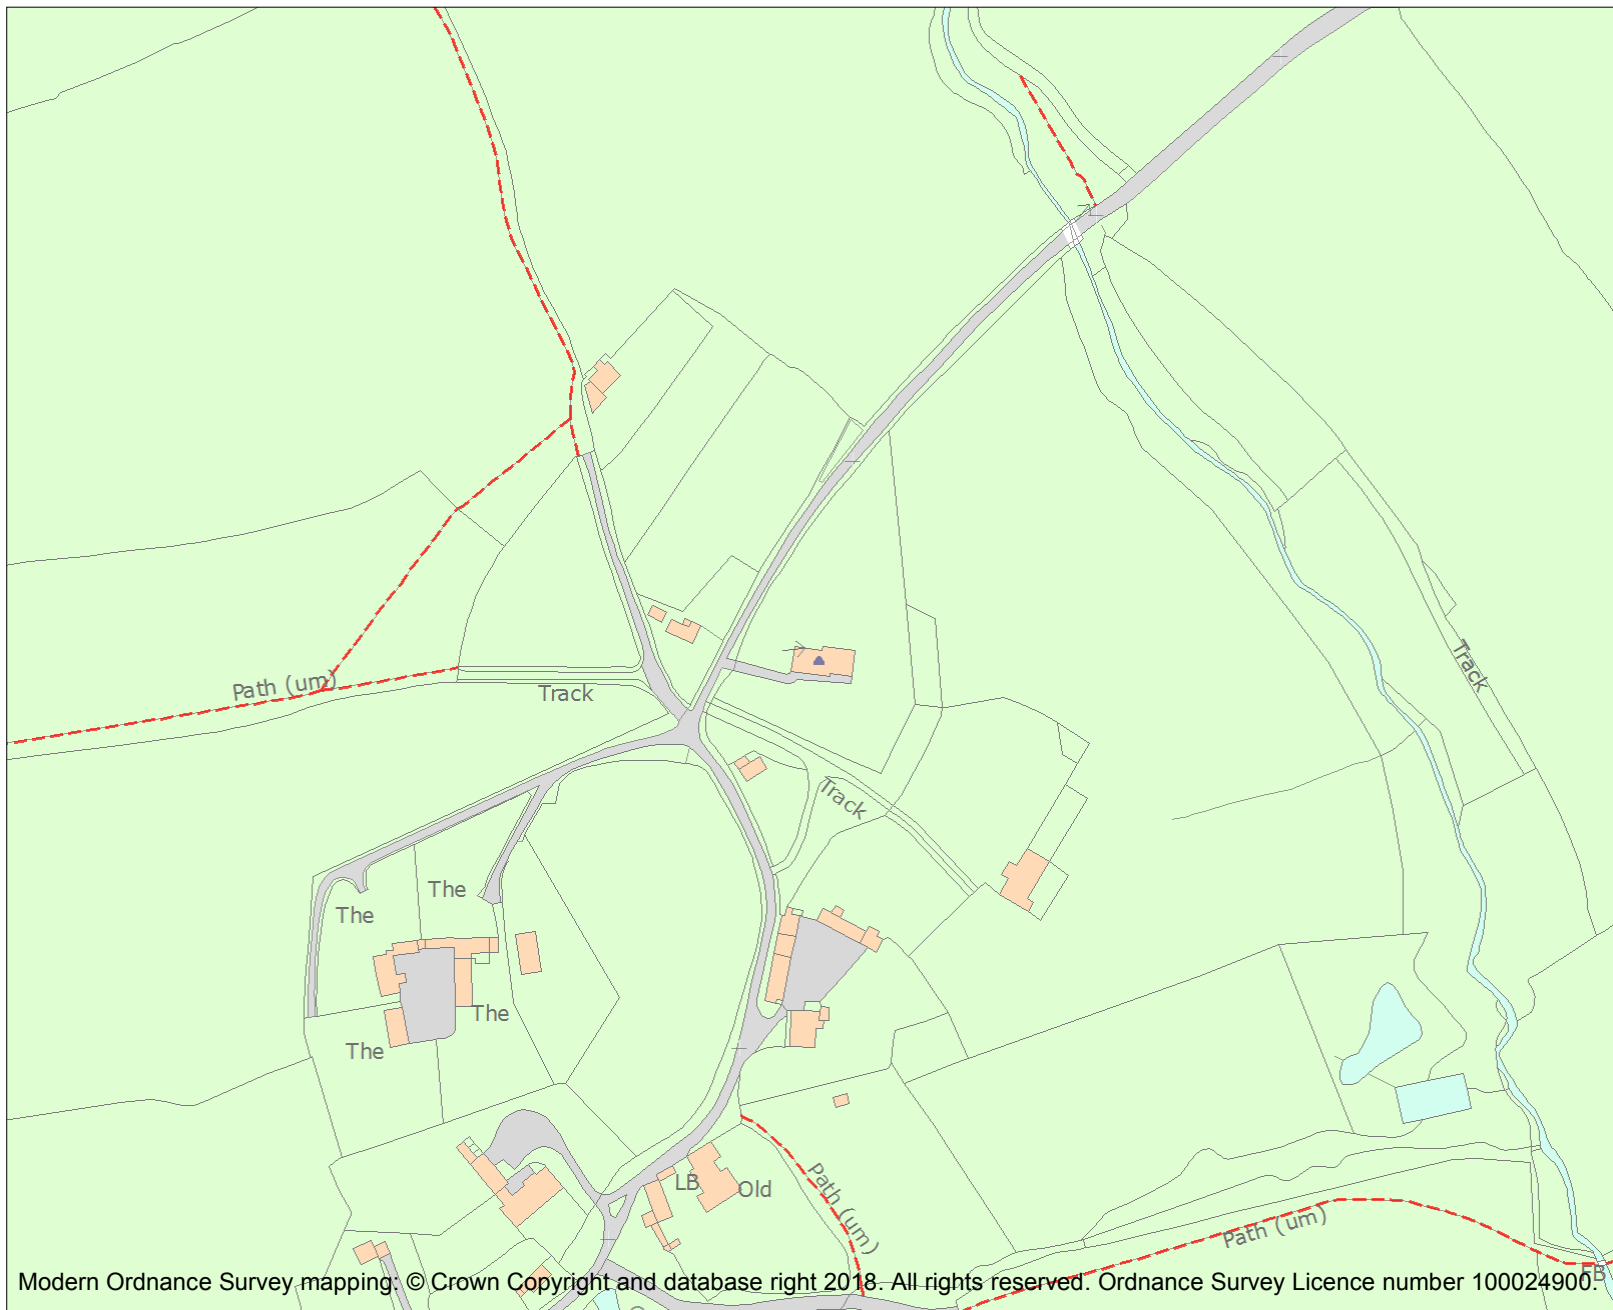 Track
Path (um)
Track
Track
The
The
The
The
Path (um)
LB
Old
Path (um)
FB
Modern Ordnance Survey mapping: © Crown Copyright and database right 2018. All rights reserved. Ordnance Survey Licence number 100024900.